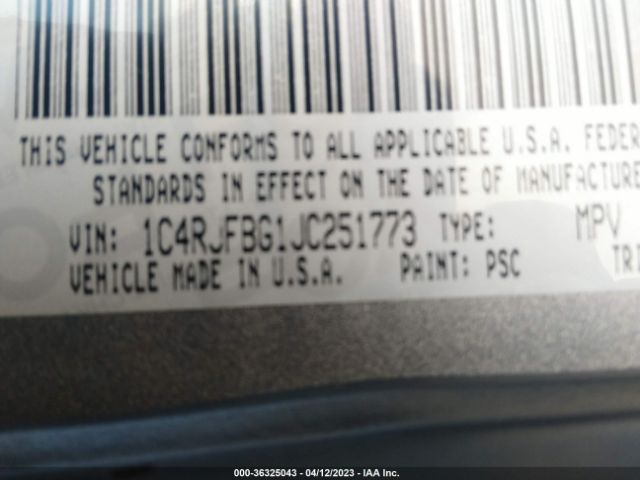 THIS VEHICLE CONFORMS TO ALL APPLICABLE U.S.A. FEDER
STANDARDS IN EFFECT ON THE DATE OF MANUFACTURE
VIN: 1C4RJFBG1JC251773 TYPE: MPV
VEHICLE MADE IN U.S.A. PAINT: PSC TRI
000-36325043 - 04/12/2023 - IAA Inc.